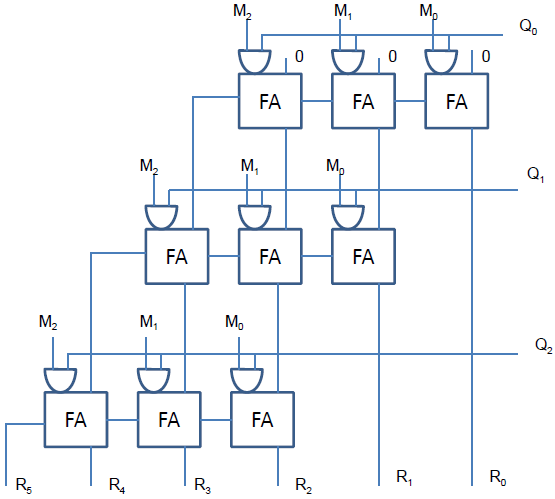 M₂ M₁ M₀ Q₀
0 0 0
FA FA FA
M₂ M₁ M₀ Q₁
FA FA FA
M₂ M₁ M₀ Q₂
FA FA FA
R₅ R₄ R₃ R₂ R₁ R₀